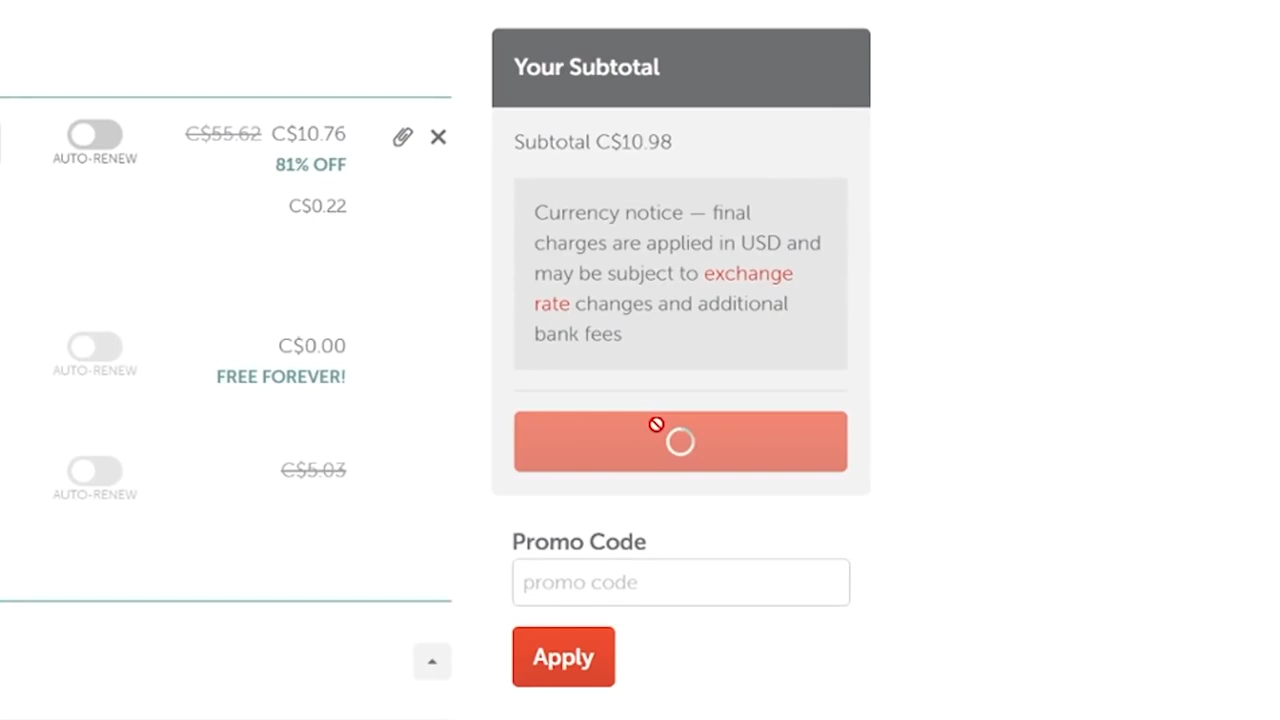 Your Subtotal
C$55.62 C$10.76
AUTO-RENEW
81% OFF
C$0.22
C$0.00
AUTO-RENEW
FREE FOREVER!
C$5.03
AUTO-RENEW
Subtotal C$10.98
Currency notice — final
charges are applied in USD and
may be subject to exchange
rate changes and additional
bank fees
Promo Code
promo code
Apply